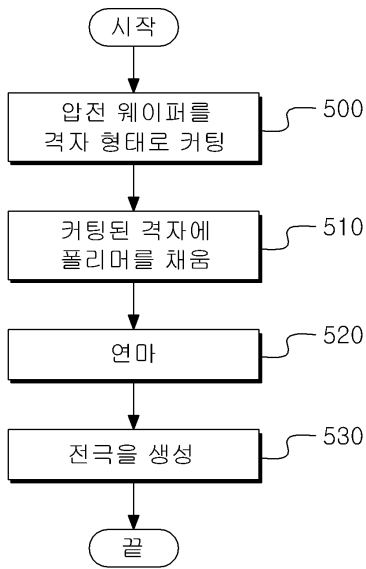 시작
압전 웨이퍼를
격자 형태로 커팅
500
커팅된 격자에
폴리머를 채움
510
연마
520
전극을 생성
530
끝